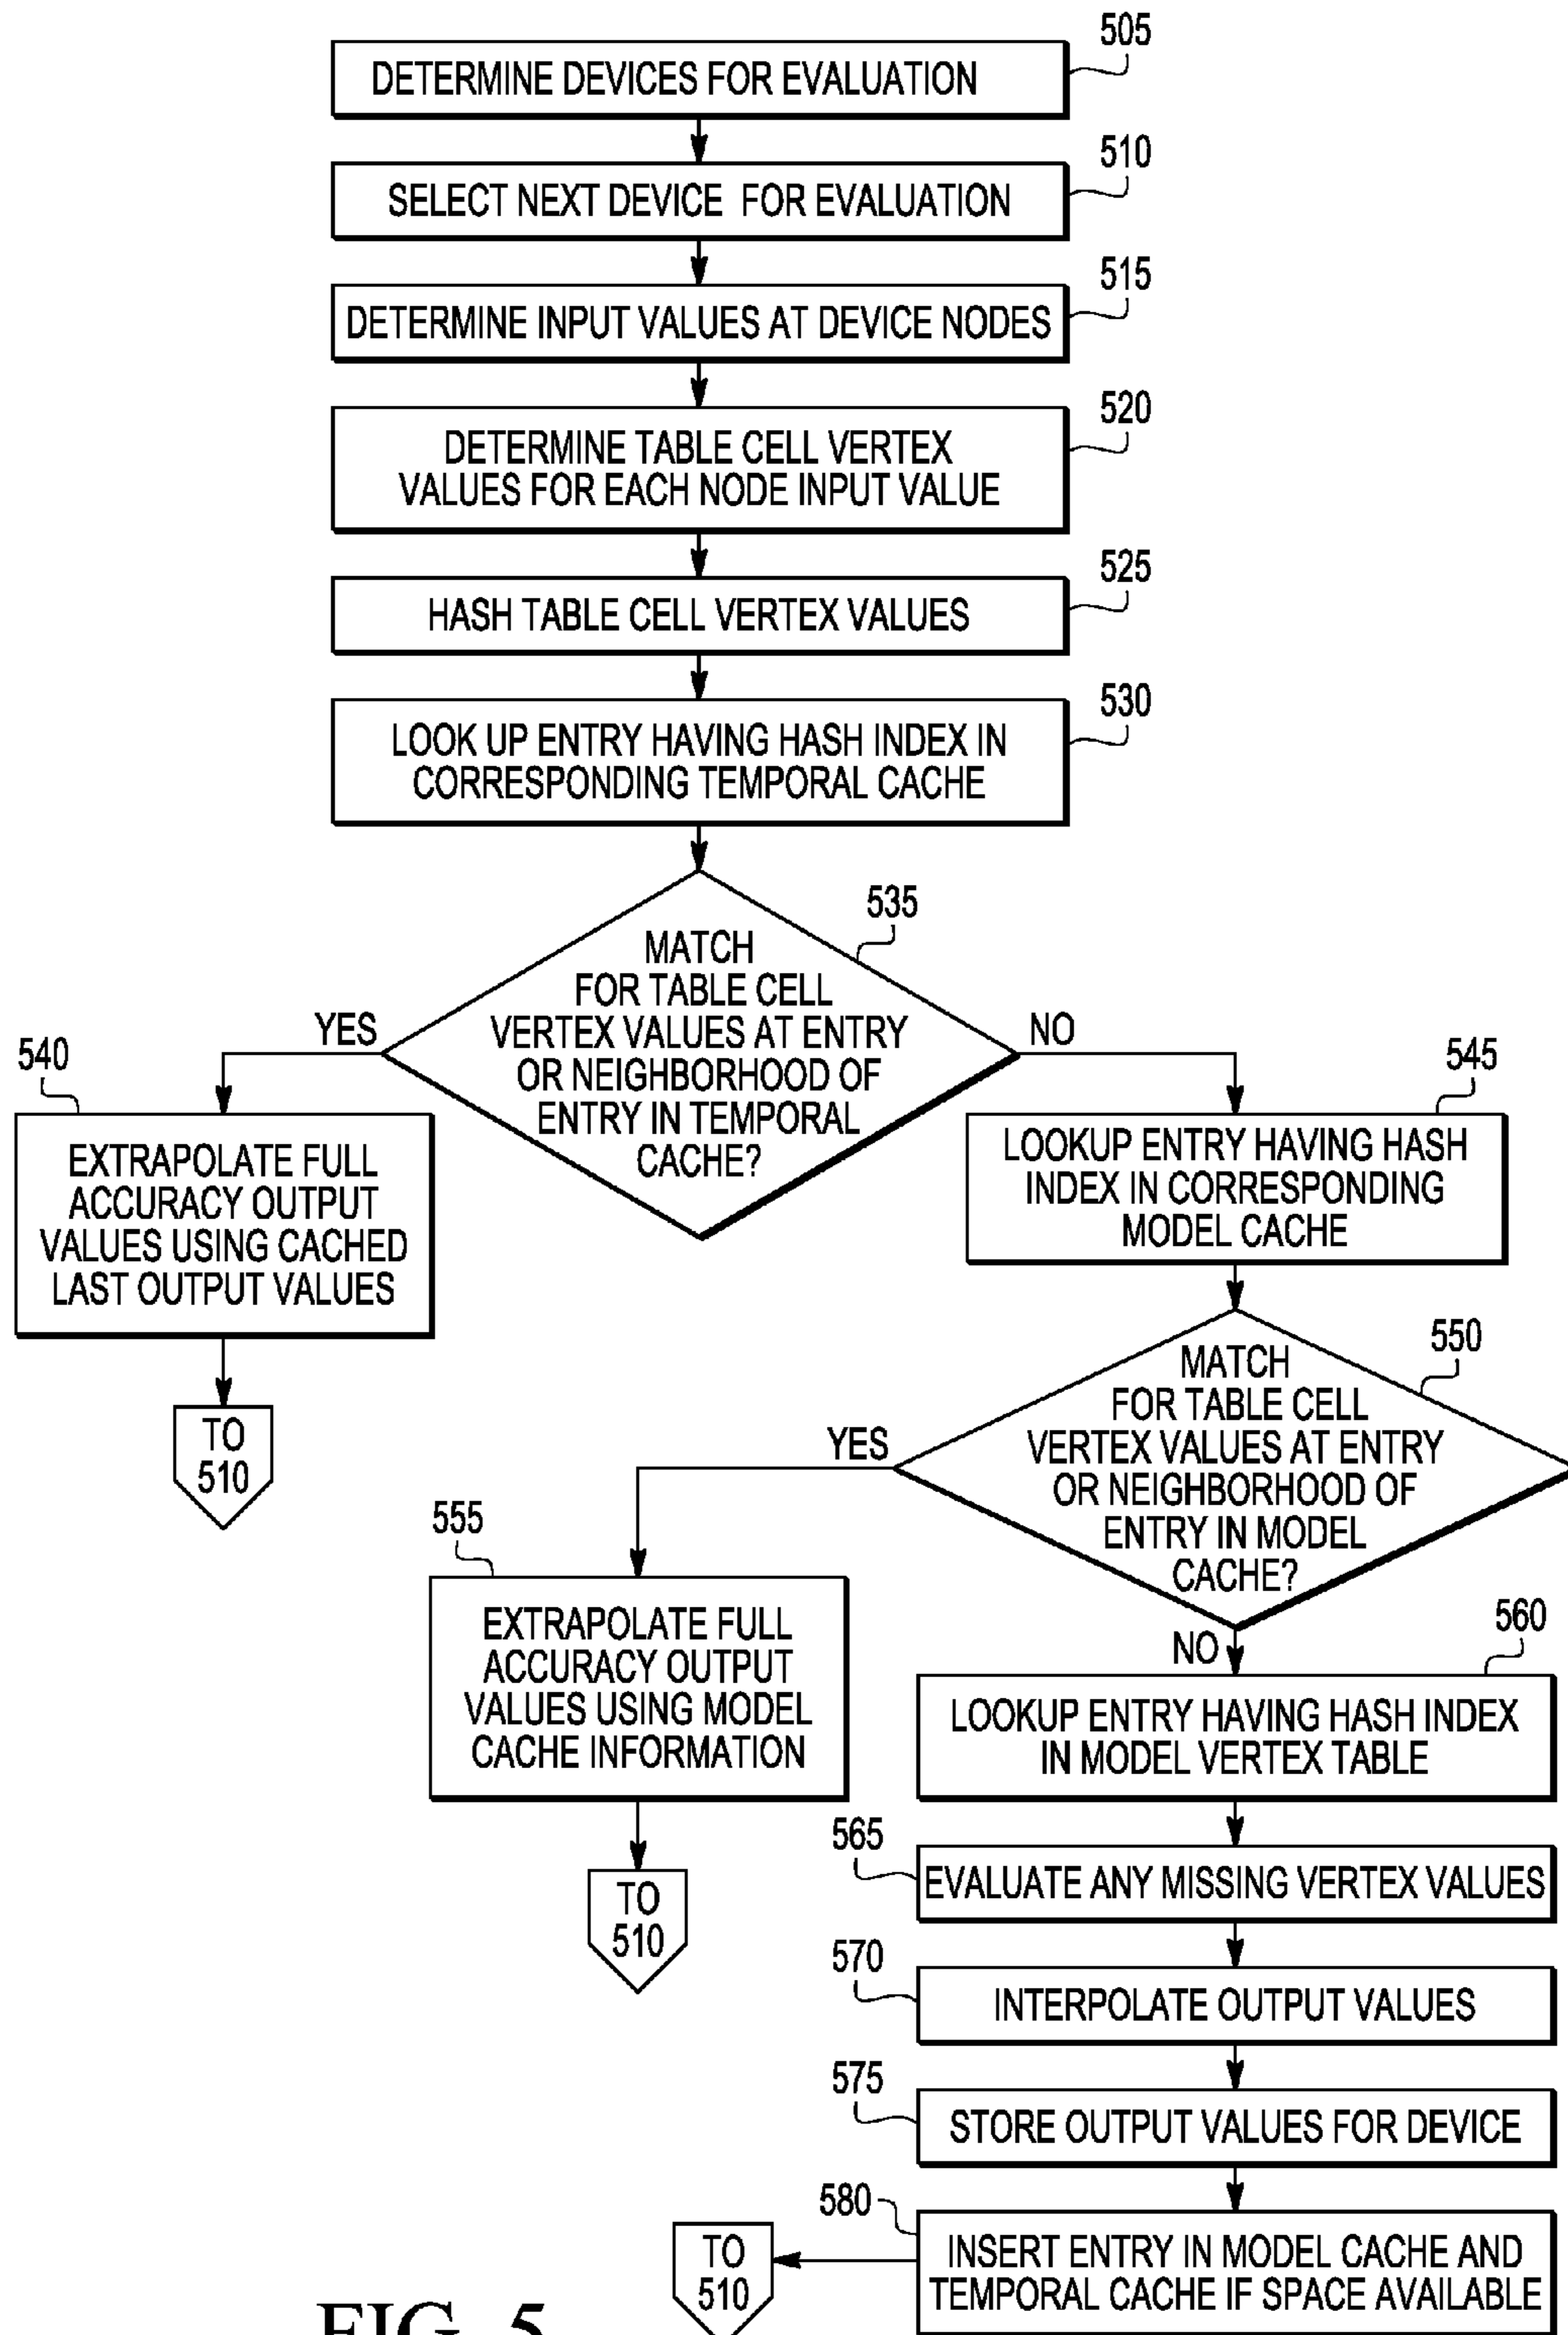 505
DETERMINE DEVICES FOR EVALUATION
510
SELECT NEXT DEVICE FOR EVALUATION
515
DETERMINE INPUT VALUES AT DEVICE NODES
520
DETERMINE TABLE CELL VERTEX
VALUES FOR EACH NODE INPUT VALUE
525
HASH TABLE CELL VERTEX VALUES
530
LOOK UP ENTRY HAVING HASH INDEX IN
CORRESPONDING TEMPORAL CACHE
535
MATCH
FOR TABLE CELL
VERTEX VALUES AT ENTRY
OR NEIGHBORHOOD OF
ENTRY IN TEMPORAL
CACHE?
YES
NO
540
EXTRAPOLATE FULL
ACCURACY OUTPUT
VALUES USING CACHED
LAST OUTPUT VALUES
TO
510
545
LOOKUP ENTRY HAVING HASH
INDEX IN CORRESPONDING
MODEL CACHE
550
MATCH
FOR TABLE CELL
VERTEX VALUES AT ENTRY
OR NEIGHBORHOOD OF
ENTRY IN MODEL
CACHE?
YES
NO
555
EXTRAPOLATE FULL
ACCURACY OUTPUT
VALUES USING MODEL
CACHE INFORMATION
TO
510
560
LOOKUP ENTRY HAVING HASH INDEX
IN MODEL VERTEX TABLE
565
EVALUATE ANY MISSING VERTEX VALUES
570
INTERPOLATE OUTPUT VALUES
575
STORE OUTPUT VALUES FOR DEVICE
580
INSERT ENTRY IN MODEL CACHE AND
TEMPORAL CACHE IF SPACE AVAILABLE
TO
510
FIG. 5